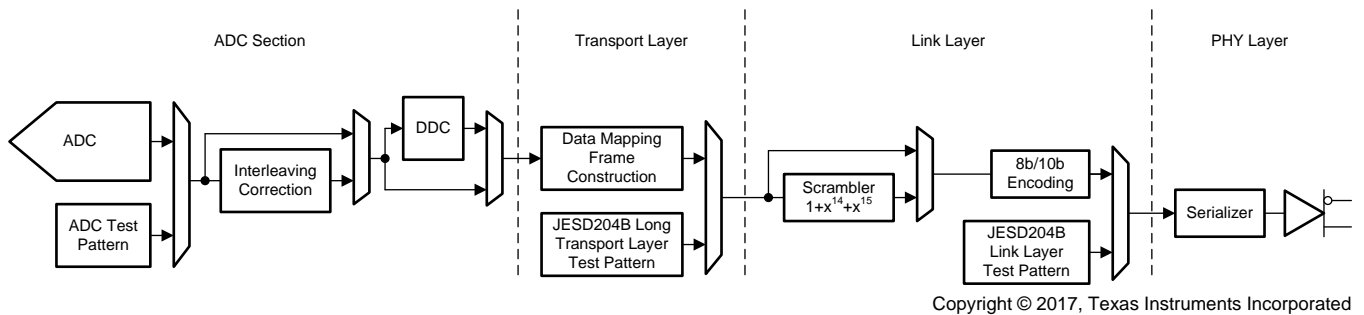 ADC Section
Transport Layer
Link Layer
PHY Layer
ADC
ADC Test
Pattern
Interleaving
Correction
DDC
Data Mapping
Frame
Construction
JESD204B Long
Transport Layer
Test Pattern
Scrambler
1+x¹⁴+x¹⁵
8b/10b
Encoding
JESD204B
Link Layer
Test Pattern
Serializer
Copyright © 2017, Texas Instruments Incorporated